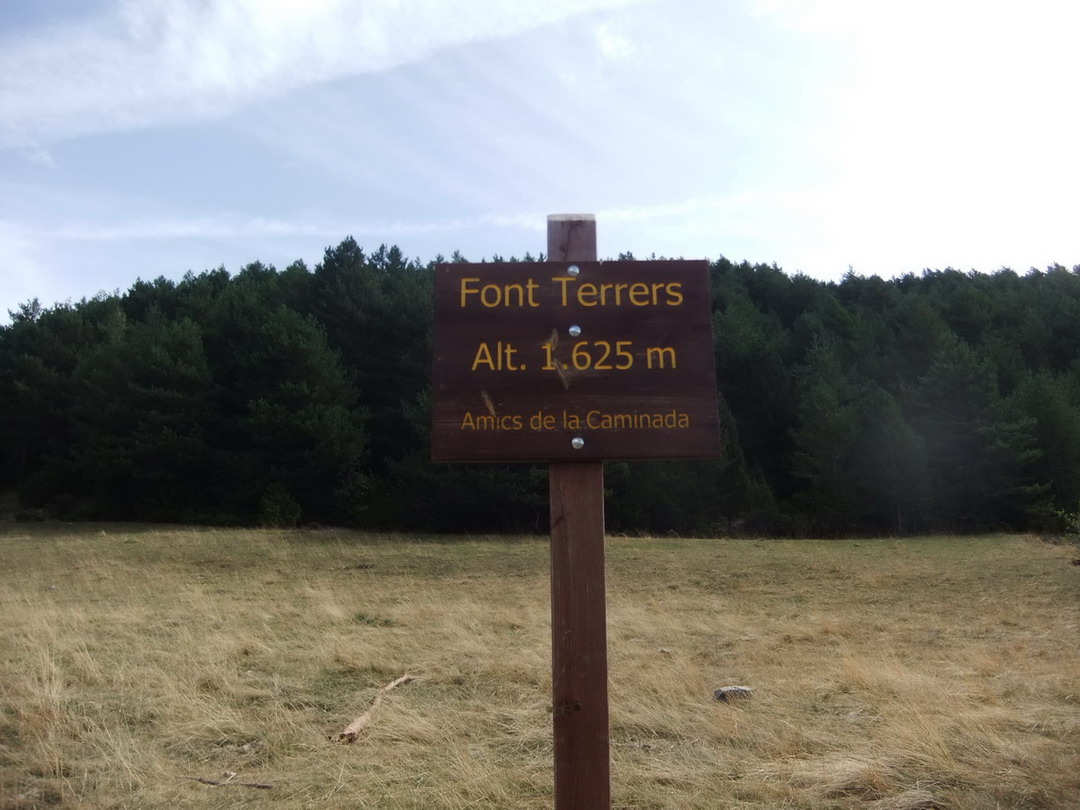 Font Terrers
Alt. 1.625 m
Amics de la Caminada